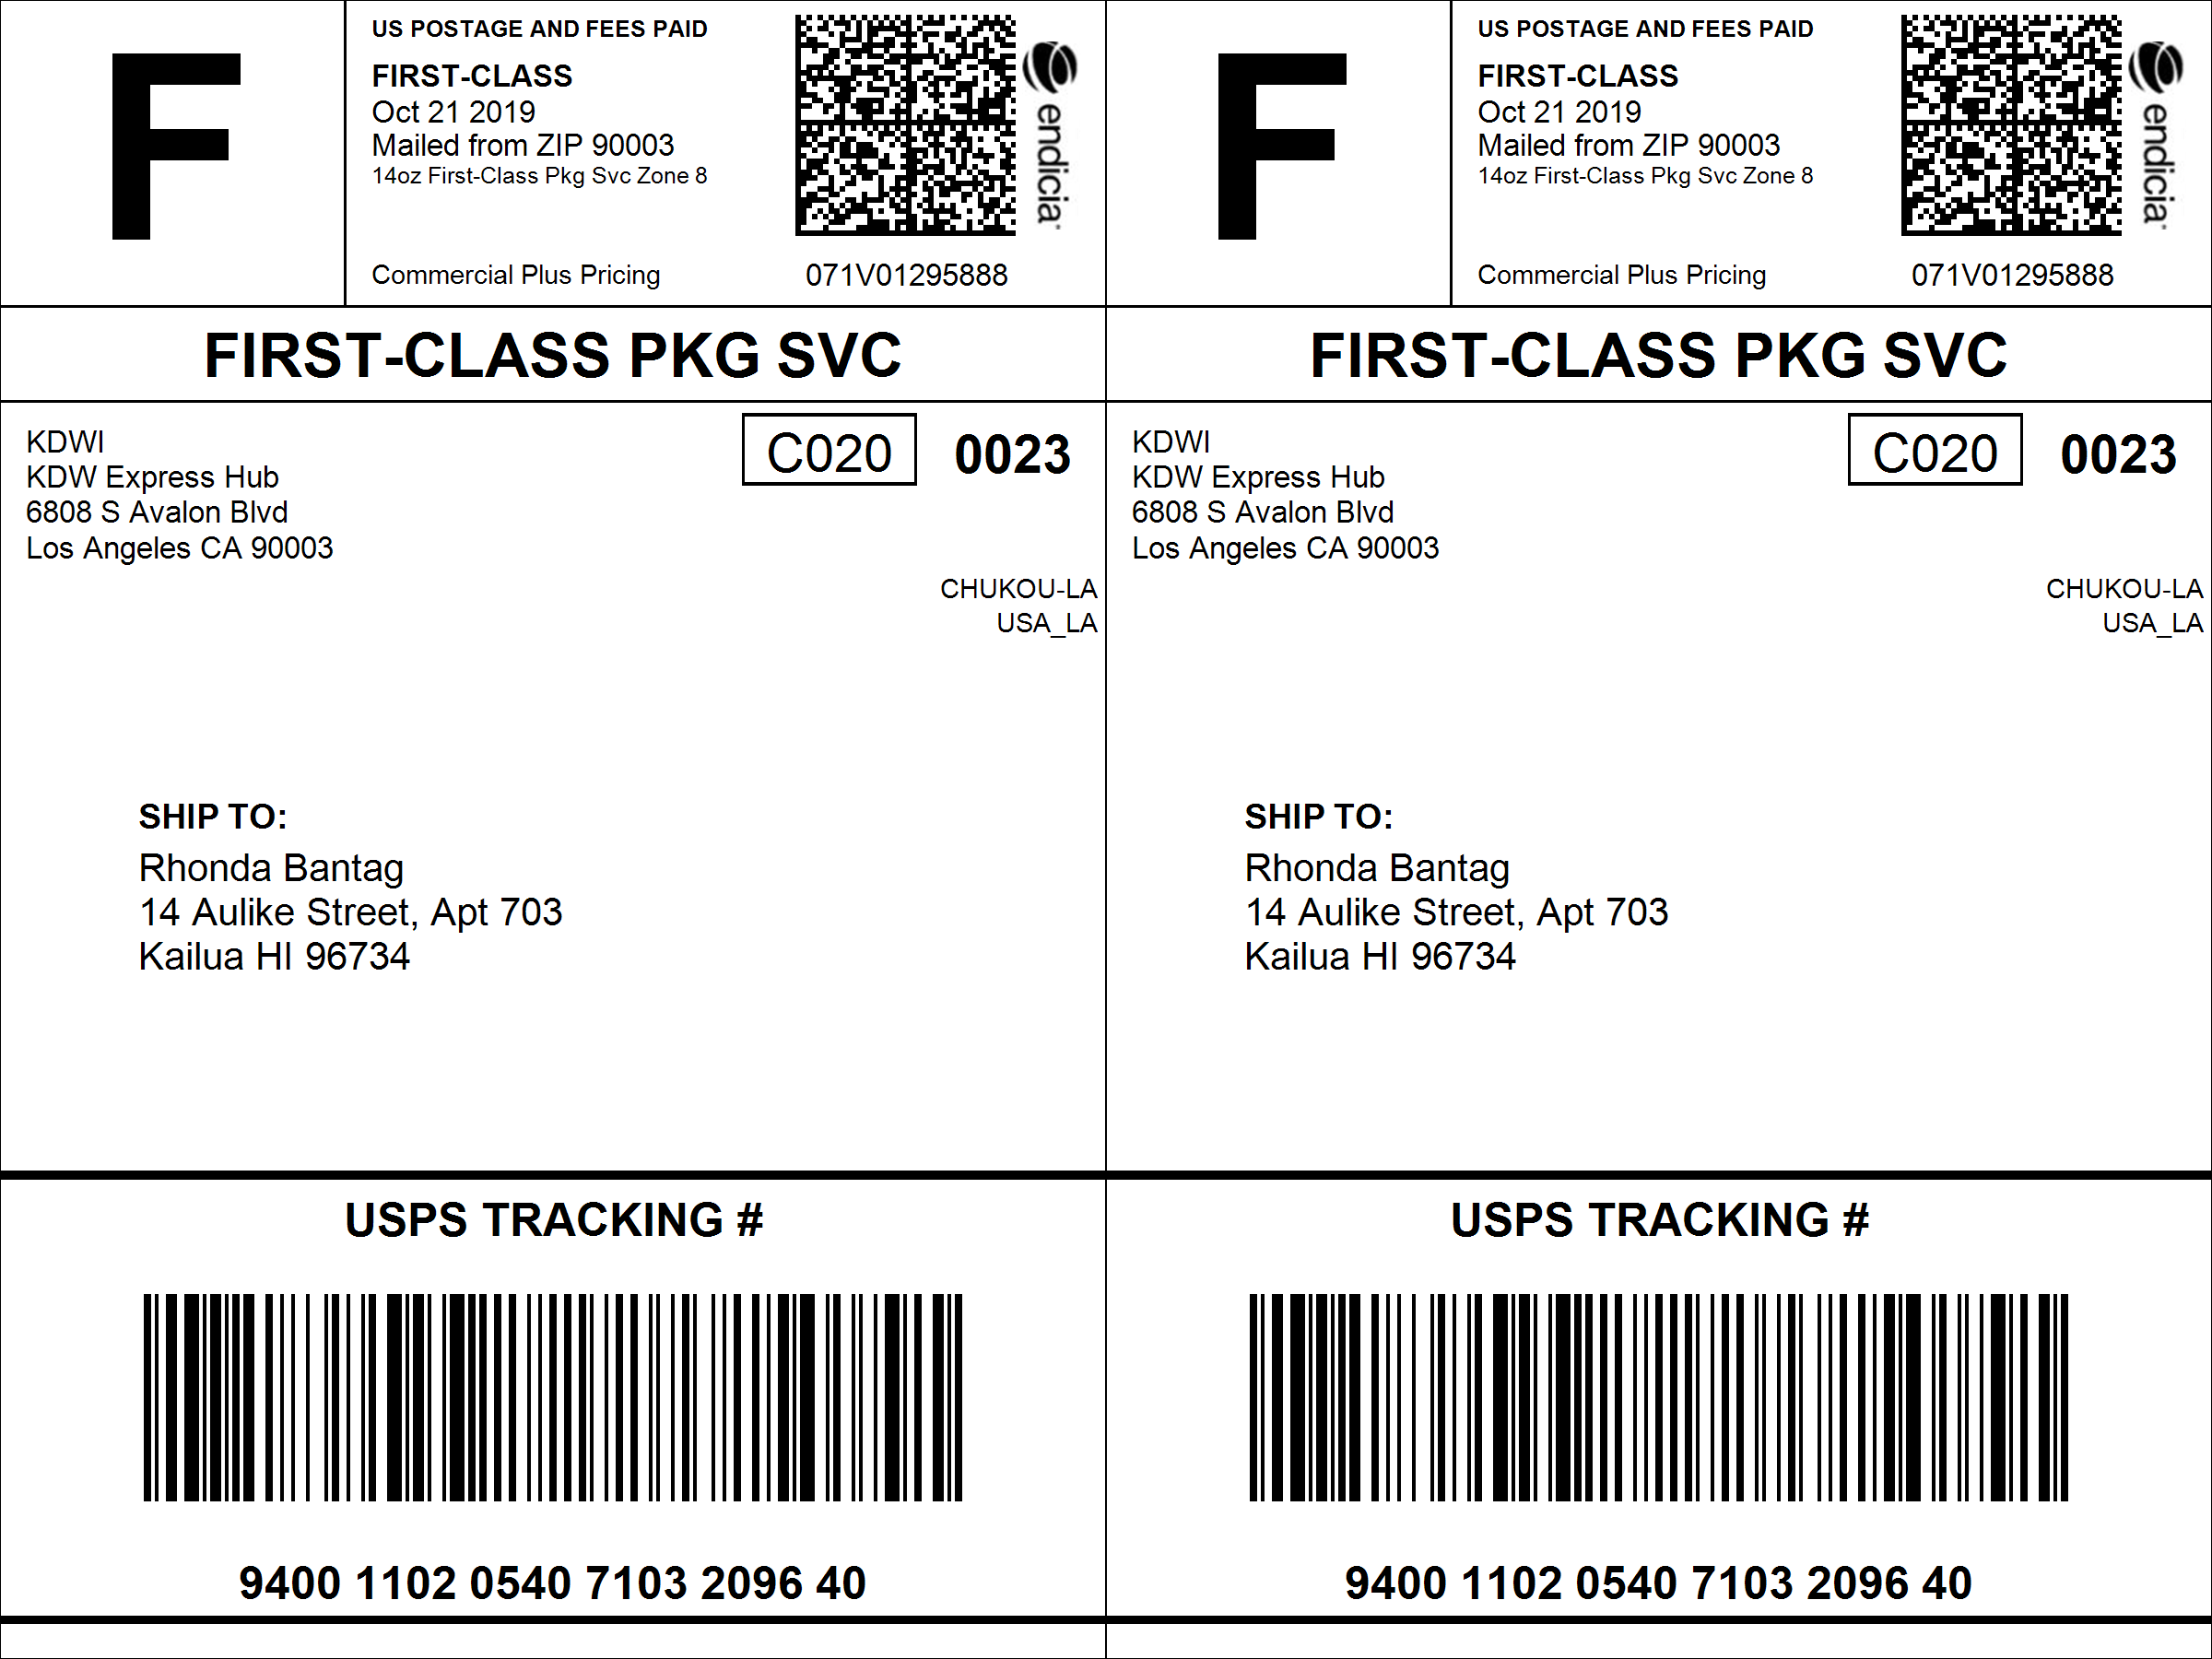 F
US POSTAGE AND FEES PAID
FIRST-CLASS
Oct 21 2019
Mailed from ZIP 90003
14oz First-Class Pkg Svc Zone 8
Commercial Plus Pricing
endicia
071V01295888
FIRST-CLASS PKG SVC
KDWI
KDW Express Hub
6808 S Avalon Blvd
Los Angeles CA 90003
C020 0023
CHUKOU-LA
USA_LA
SHIP TO:
Rhonda Bantag
14 Aulike Street, Apt 703
Kailua HI 96734
USPS TRACKING #
9400 1102 0540 7103 2096 40
F
US POSTAGE AND FEES PAID
FIRST-CLASS
Oct 21 2019
Mailed from ZIP 90003
14oz First-Class Pkg Svc Zone 8
Commercial Plus Pricing
endicia
071V01295888
FIRST-CLASS PKG SVC
KDWI
KDW Express Hub
6808 S Avalon Blvd
Los Angeles CA 90003
C020 0023
CHUKOU-LA
USA_LA
SHIP TO:
Rhonda Bantag
14 Aulike Street, Apt 703
Kailua HI 96734
USPS TRACKING #
9400 1102 0540 7103 2096 40